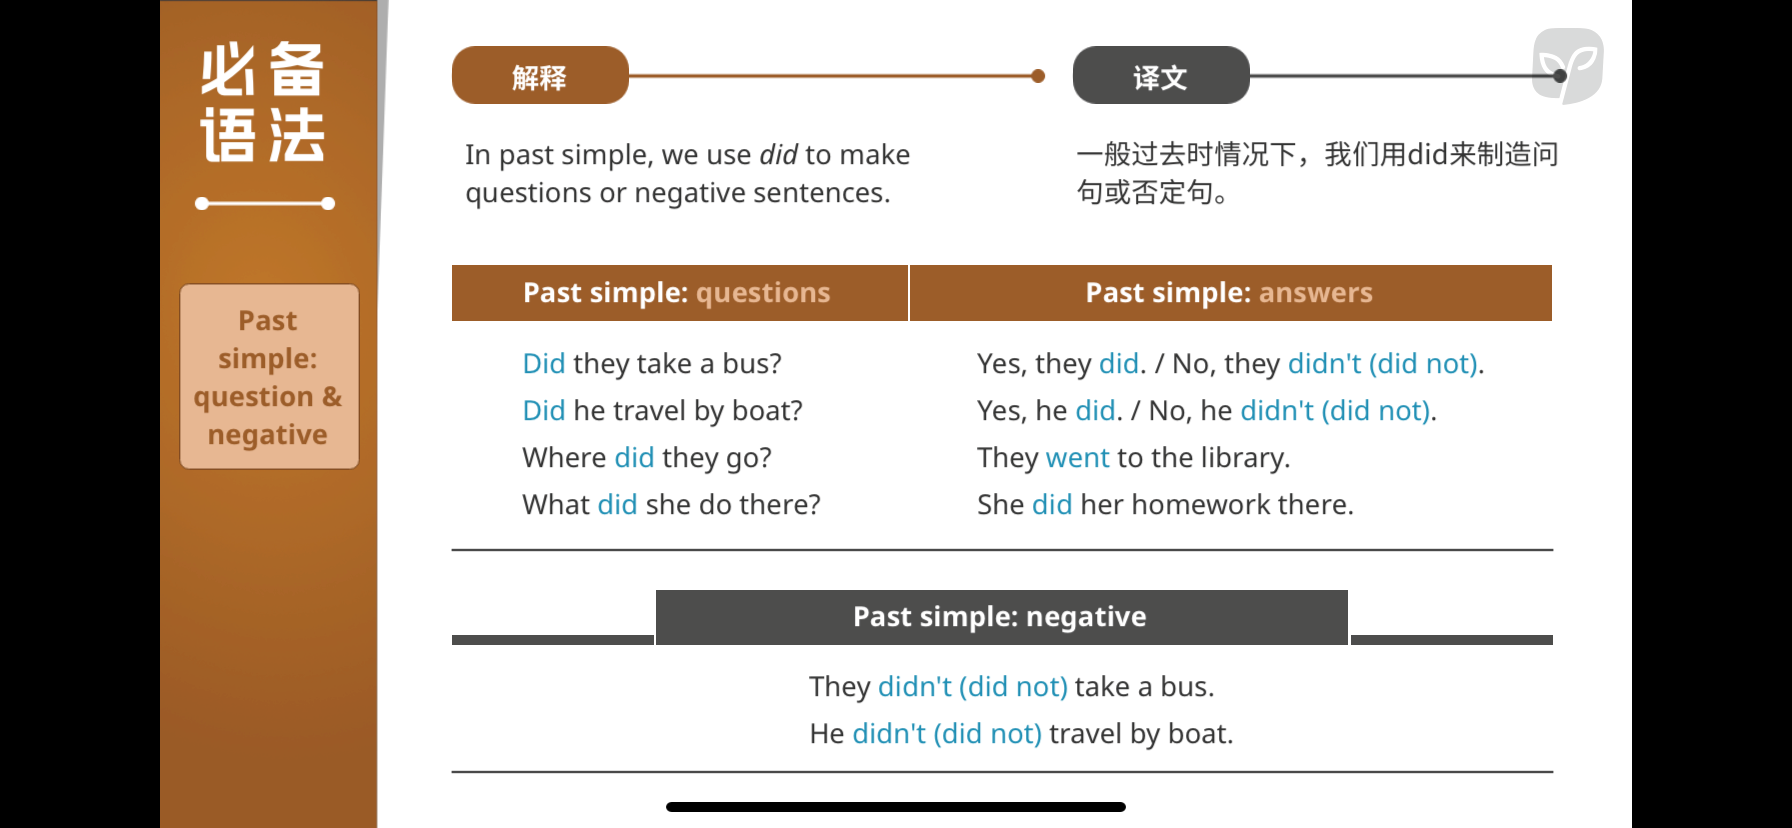 必备
语法
Past
simple:
question &
negative
解释
译文
In past simple, we use did to make
questions or negative sentences.
一般过去时情况下，我们用did来制造问
句或否定句。
Past simple: questions
Past simple: answers
Did they take a bus?
Yes, they did. / No, they didn't (did not).
Did he travel by boat?
Yes, he did. / No, he didn't (did not).
Where did they go?
They went to the library.
What did she do there?
She did her homework there.
Past simple: negative
They didn't (did not) take a bus.
He didn't (did not) travel by boat.